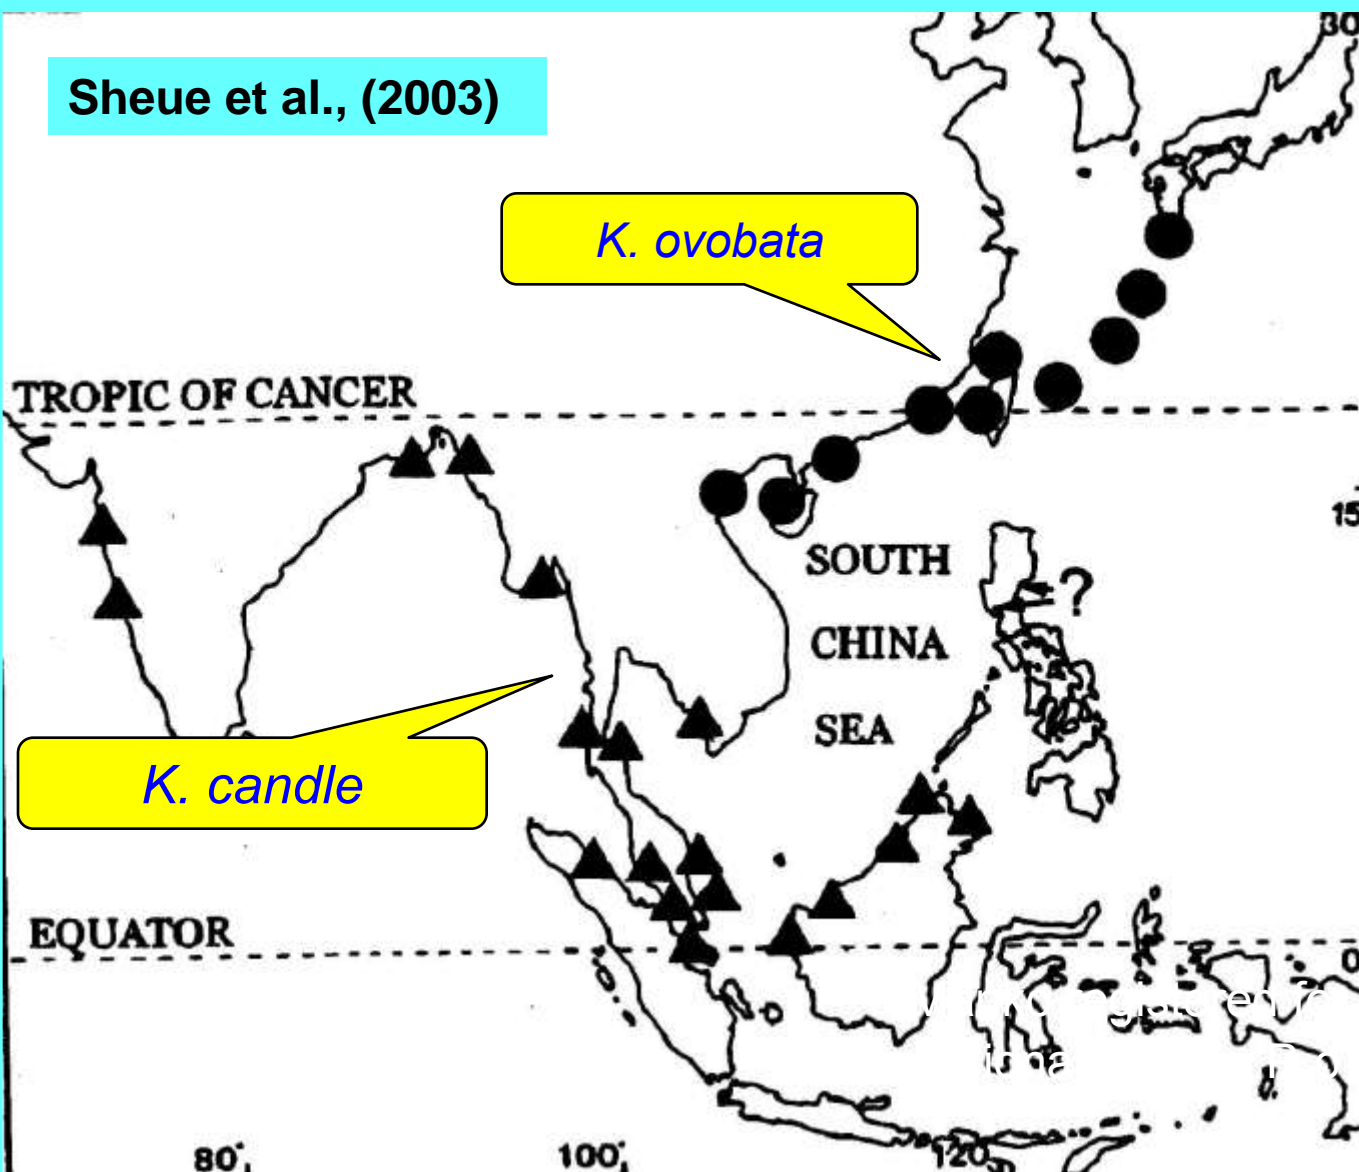 30
Sheue et al., (2003)
K. ovobata
TROPIC OF CANCER
15
SOUTH
?
CHINA
SEA
K. candle
EQUATOR
0
80°
100°
120°